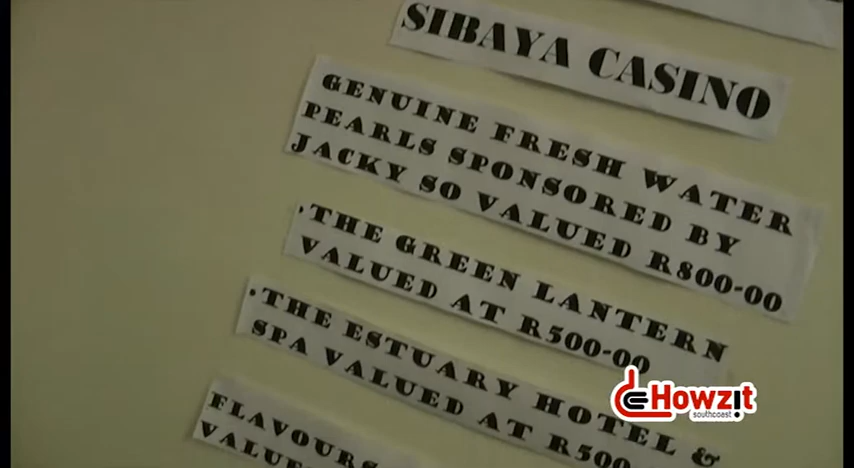 SIBAYA CASINO
GENUINE FRESH WATER
PEARLS SPONSORED BY
JACKY SO VALUED R800-00
•THE GREEN LANTERN
VALUED AT R500-00
•THE ESTUARY HOTEL &
SPA VALUED AT R500
FLAVOURS
VALUE
Howzit
southcoast